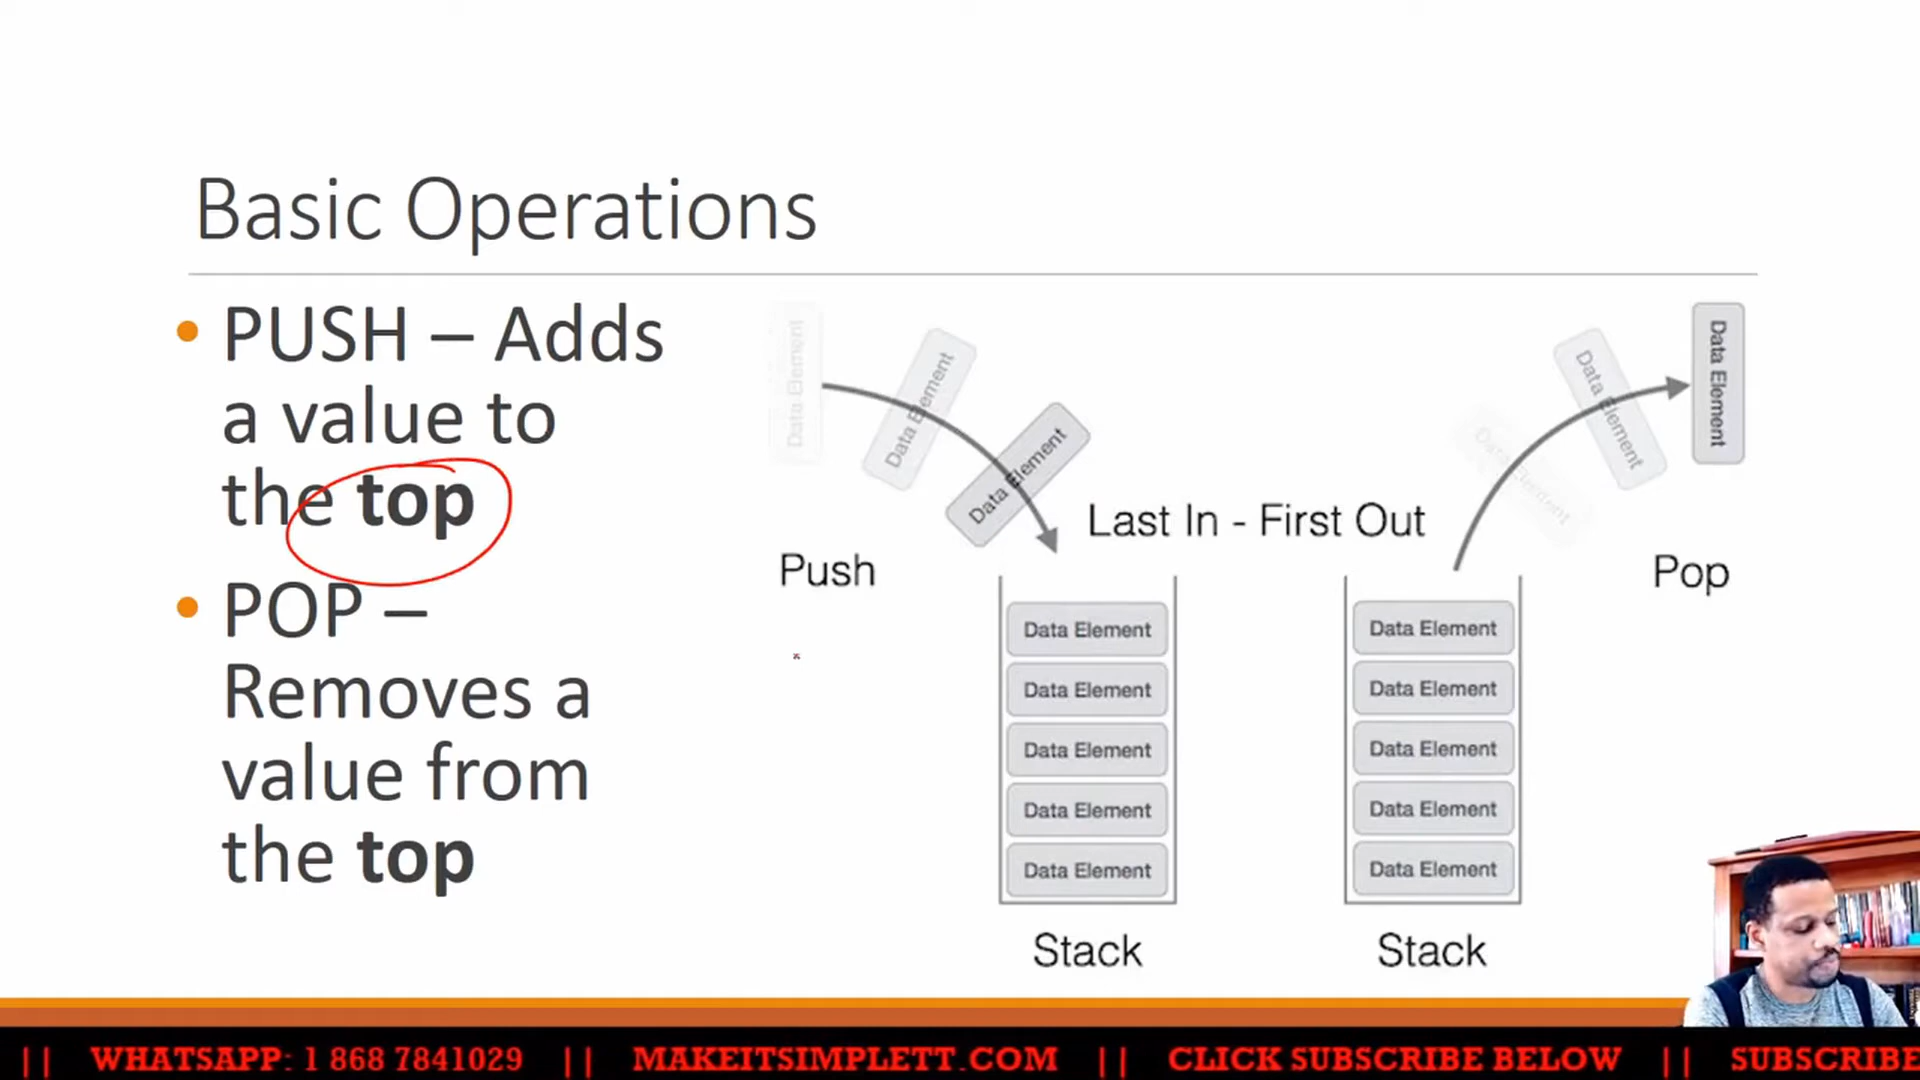 Basic Operations
• PUSH – Adds
a value to
the top
• POP –
Removes a
value from
the top
Data Element
Data Element
Data Element
Last In - First Out
Push
Data Element
Data Element
Data Element
Data Element
Data Element
Stack
Data Element
Data Element
Data Element
Pop
Data Element
Data Element
Data Element
Data Element
Data Element
Stack
|| WHATSAPP: 1 868 7841029 || MAKEITSIMPLETT.COM || CLICK SUBSCRIBE BELOW || SUBSCRIBE